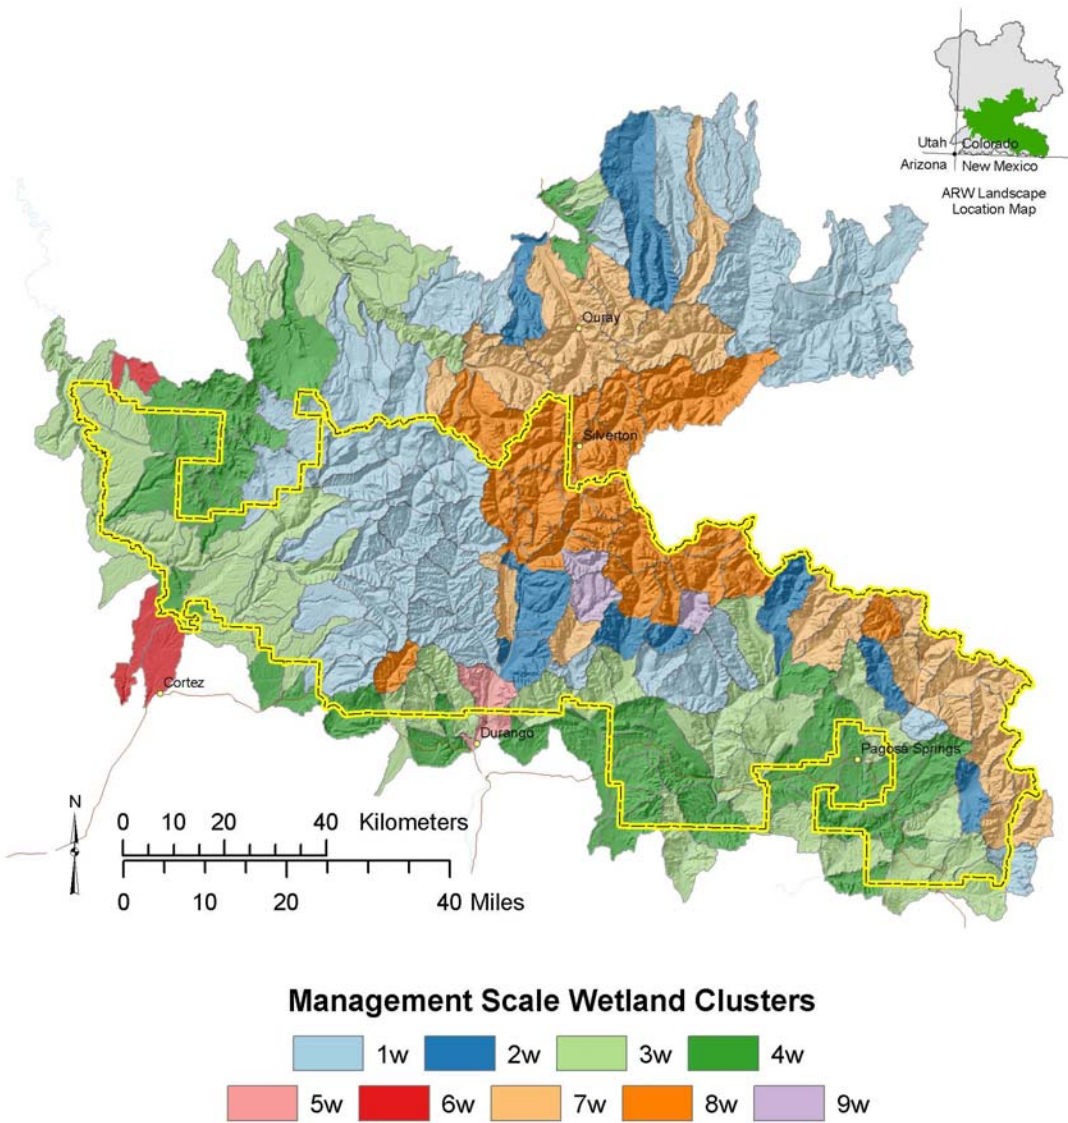 Utah Colorado
Arizona New Mexico
ARW Landscape
Location Map
Ouray
Silverton
Cortez
Durango
Pagosa Springs
N
0 10 20 40 Kilometers
0 10 20 40 Miles
Management Scale Wetland Clusters
1w 2w 3w 4w
5w 6w 7w 8w 9w